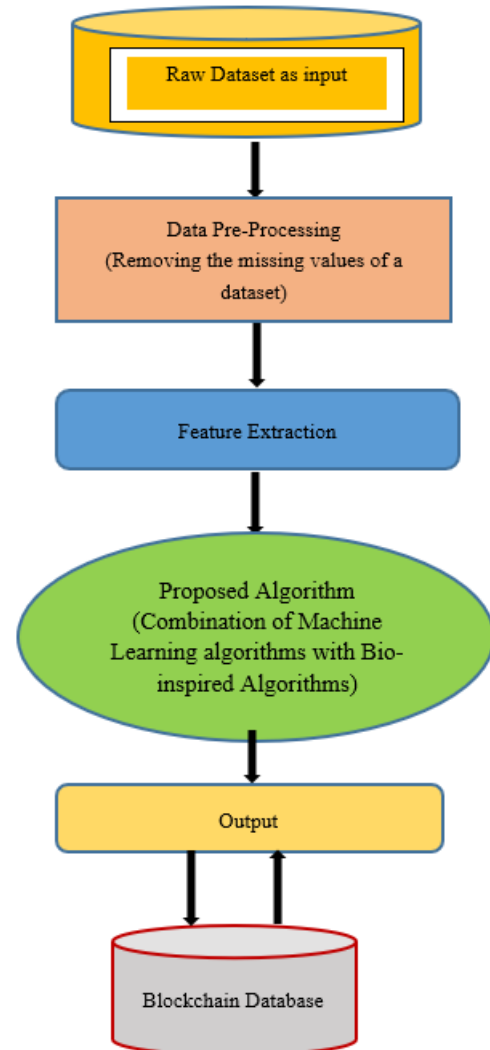 Raw Dataset as input
Data Pre-Processing
(Removing the missing values of a
dataset)
Feature Extraction
Proposed Algorithm
(Combination of Machine
Learning algorithms with Bio-
inspired Algorithms)
Output
Blockchain Database